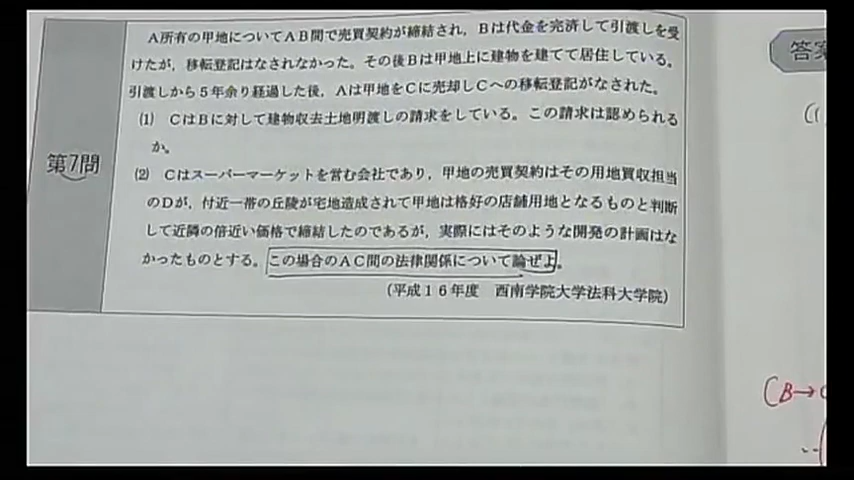 A所有の甲地についてAB間で売買契約が締結され，Bは代金を完済して引渡しを受
けたが，移転登記はなされなかった。その後Bは甲地上に建物を建てて居住している。
引渡しから5年余り経過した後，Aは甲地をCに売却しCへの移転登記がなされた。
(1) CはBに対して建物収去土地明渡しの請求をしている。この請求は認められる
か。
第7問
(2) Cはスーパーマーケットを営む会社であり，甲地の売買契約はその用地買収担当
のDが，付近一帯の丘陵が宅地造成されて甲地は格好の店舗用地となるものと判断
して近隣の倍近い価格で締結したのであるが，実際にはそのような開発の計画はな
かったものとする。この場合のAC間の法律関係について論ぜよ。
(平成16年度 西南学院大学法科大学院)
答案
B→C